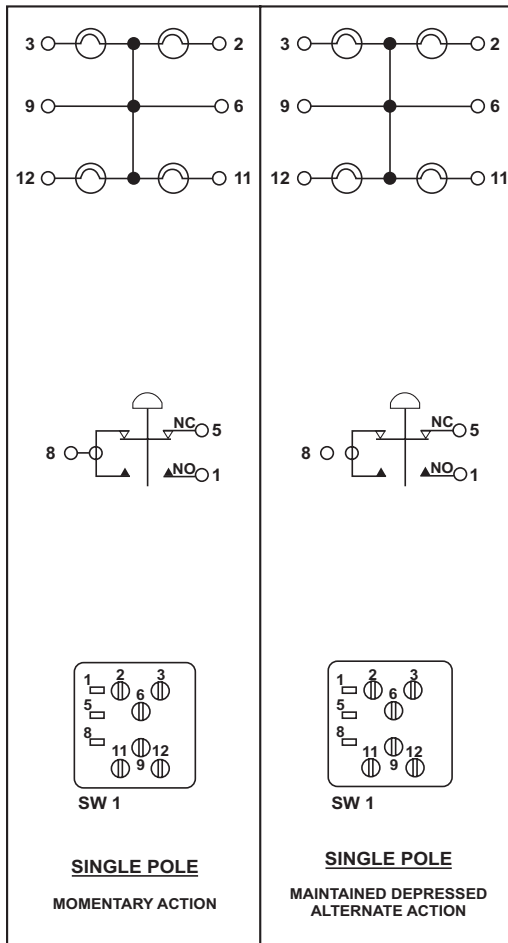 3 2
9 6
12 11
NC 5
8
NO 1
1 2 3
6
5
8
11 12
9
SW 1
SINGLE POLE
MOMENTARY ACTION
3 2
9 6
12 11
NC 5
8
NO 1
1 2 3
6
5
8
11 12
9
SW 1
SINGLE POLE
MAINTAINED DEPRESSED
ALTERNATE ACTION